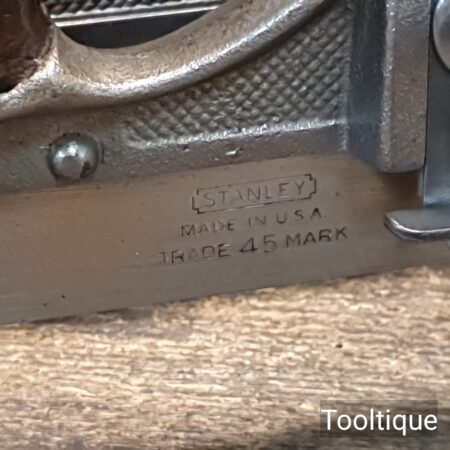 STANLEY
MADE IN U.S.A.
TRADE 45 MARK
Tooltique